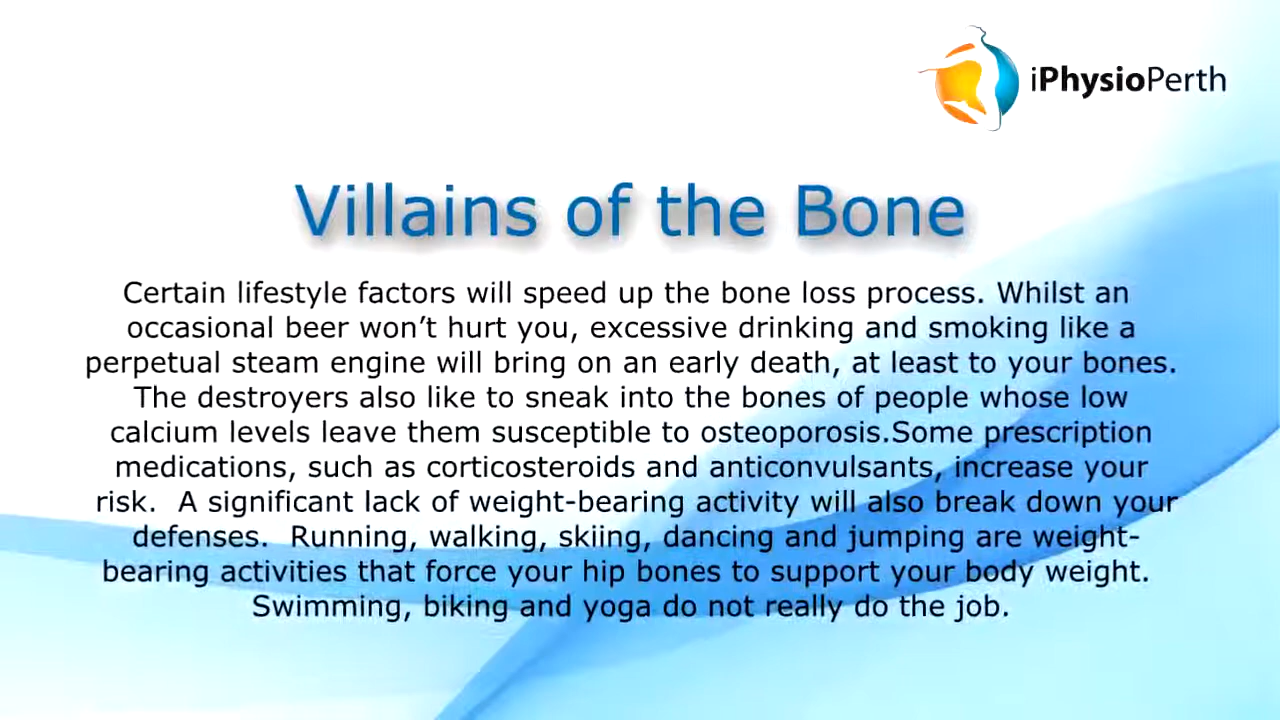 iPhysioPerth
Villains of the Bone
Certain lifestyle factors will speed up the bone loss process. Whilst an
occasional beer won’t hurt you, excessive drinking and smoking like a
perpetual steam engine will bring on an early death, at least to your bones.
The destroyers also like to sneak into the bones of people whose low
calcium levels leave them susceptible to osteoporosis.Some prescription
medications, such as corticosteroids and anticonvulsants, increase your
risk.  A significant lack of weight-bearing activity will also break down your
defenses.  Running, walking, skiing, dancing and jumping are weight-
bearing activities that force your hip bones to support your body weight.
Swimming, biking and yoga do not really do the job.